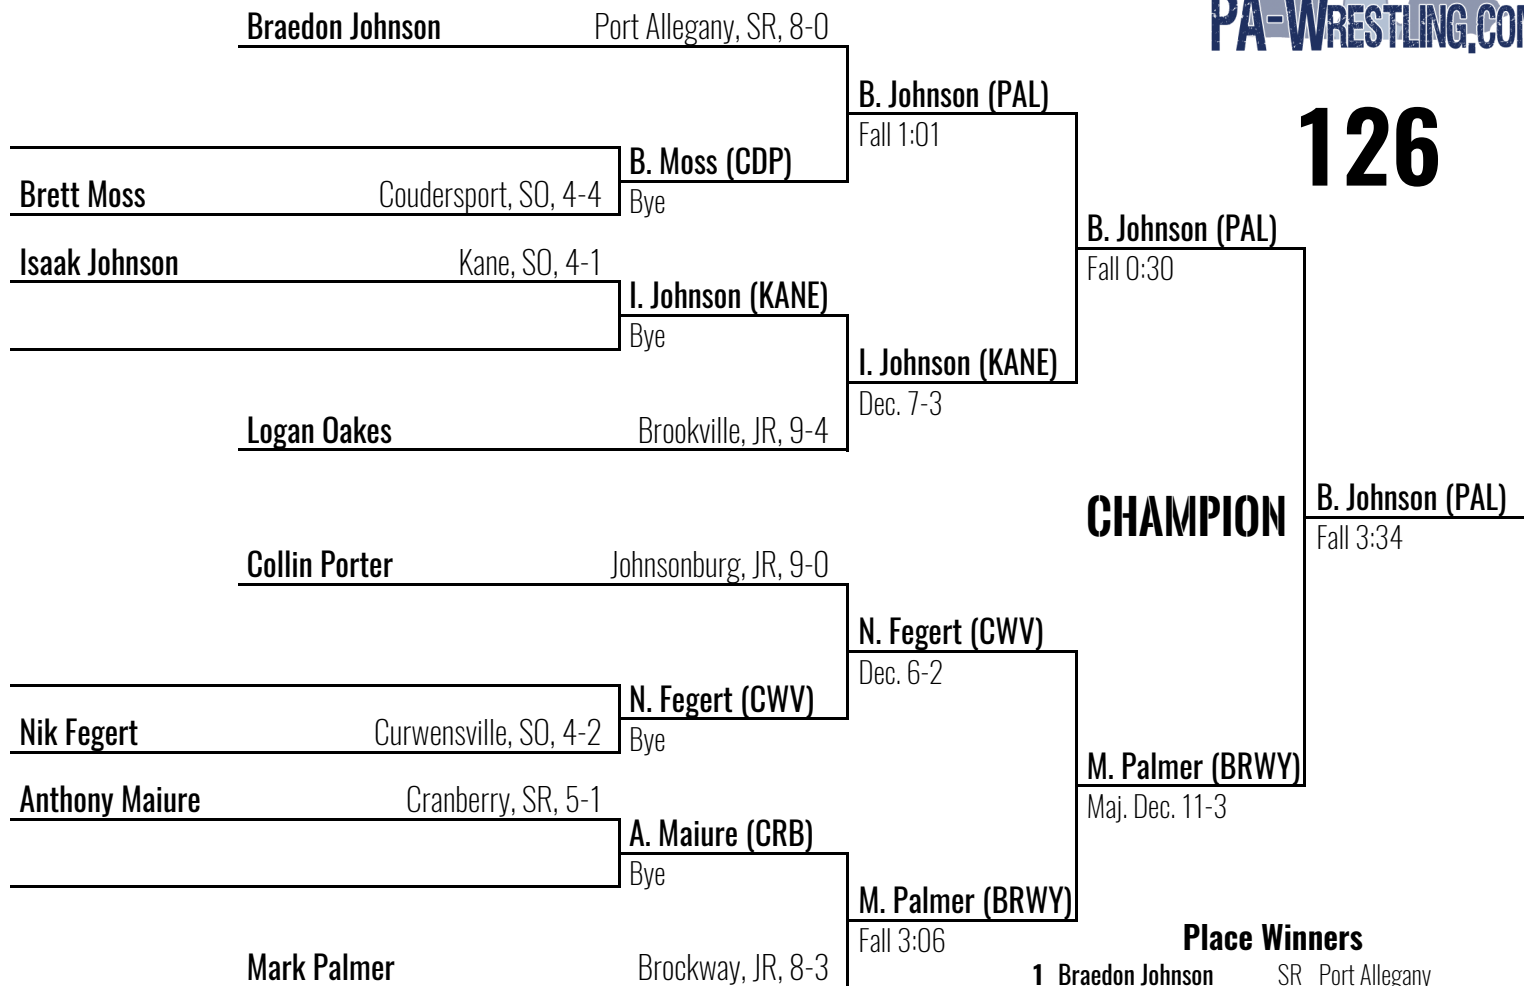 PA-WRESTLING.COM
126
Braedon Johnson Port Allegany, SR, 8-0
B. Johnson (PAL)
Fall 1:01
B. Moss (CDP)
Brett Moss Coudersport, SO, 4-4
Bye
B. Johnson (PAL)
Fall 0:30
Isaak Johnson Kane, SO, 4-1
I. Johnson (KANE)
Bye
I. Johnson (KANE)
Dec. 7-3
Logan Oakes Brookville, JR, 9-4
CHAMPION
B. Johnson (PAL)
Fall 3:34
Collin Porter Johnsonburg, JR, 9-0
N. Fegert (CWV)
Dec. 6-2
N. Fegert (CWV)
Nik Fegert Curwensville, SO, 4-2
Bye
M. Palmer (BRWY)
Maj. Dec. 11-3
Anthony Maiure Cranberry, SR, 5-1
A. Maiure (CRB)
Bye
M. Palmer (BRWY)
Fall 3:06
Mark Palmer Brockway, JR, 8-3
Place Winners
1 Braedon Johnson SR Port Allegany